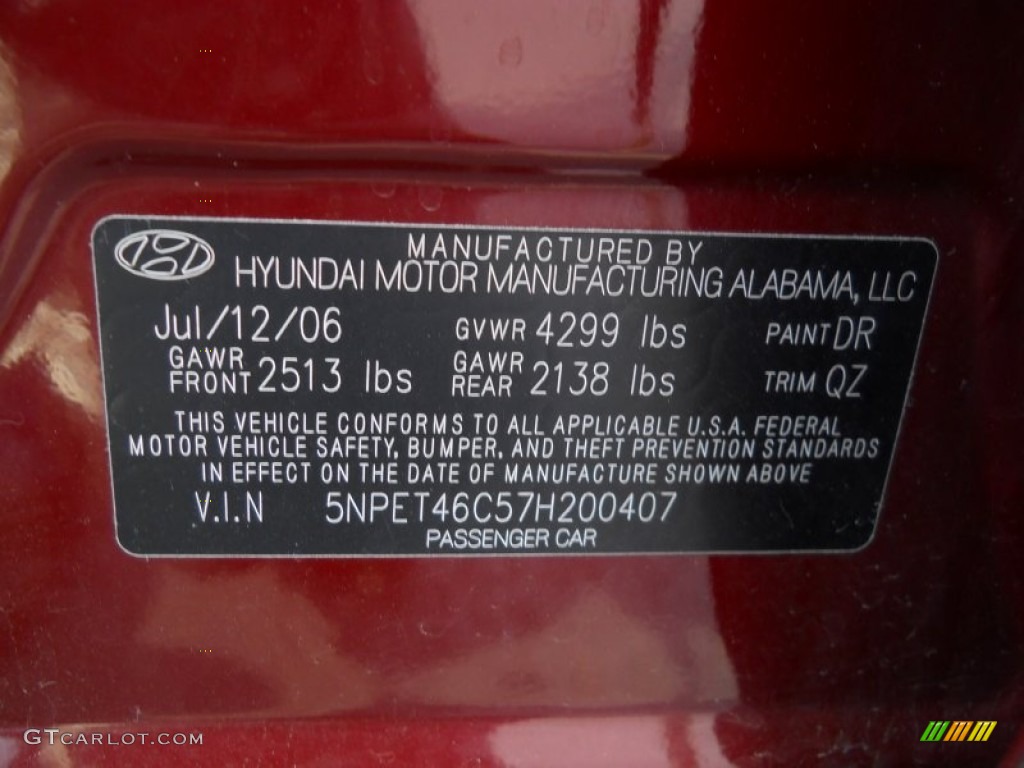 MANUFACTURED BY
HYUNDAI MOTOR MANUFACTURING ALABAMA, LLC
Jul/12/06 GVWR 4299 lbs PAINT DR
GAWR FRONT 2513 lbs GAWR REAR 2138 lbs TRIM QZ
THIS VEHICLE CONFORMS TO ALL APPLICABLE U.S.A. FEDERAL
MOTOR VEHICLE SAFETY, BUMPER, AND THEFT PREVENTION STANDARDS
IN EFFECT ON THE DATE OF MANUFACTURE SHOWN ABOVE
V.I.N 5NPET46C57H200407
PASSENGER CAR
GTCARLOT.COM